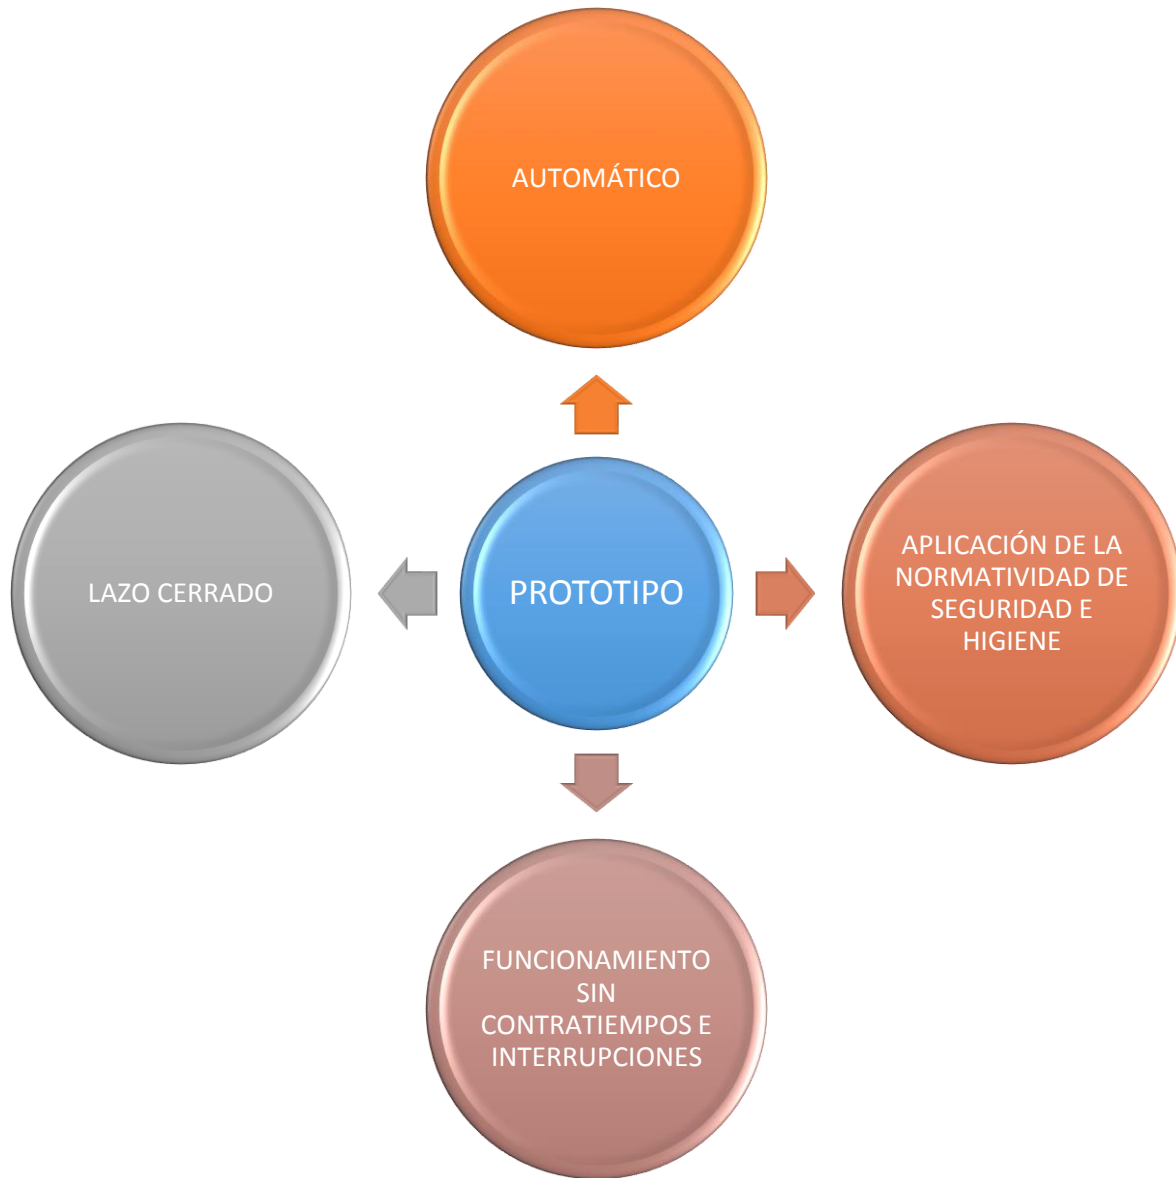 AUTOMÁTICO
LAZO CERRADO
PROTOTIPO
APLICACIÓN DE LA
NORMATIVIDAD DE
SEGURIDAD E
HIGIENE
FUNCIONAMIENTO
SIN
CONTRATIEMPOS E
INTERRUPCIONES